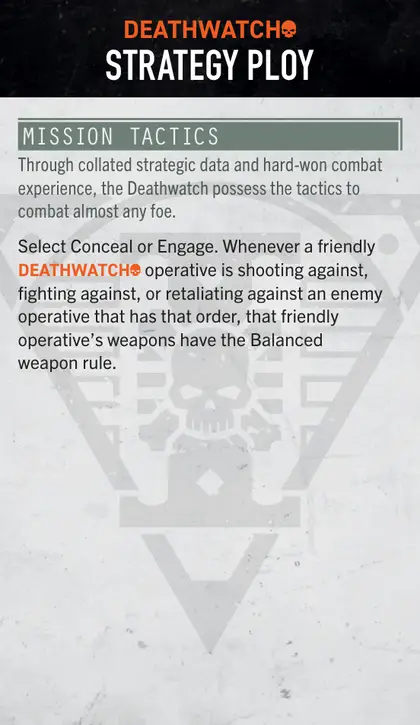 DEATHWATCH
STRATEGY PLOY
MISSION TACTICS
Through collated strategic data and hard-won combat
experience, the Deathwatch possess the tactics to
combat almost any foe.
Select Conceal or Engage. Whenever a friendly
DEATHWATCH operative is shooting against,
fighting against, or retaliating against an enemy
operative that has that order, that friendly
operative’s weapons have the Balanced
weapon rule.